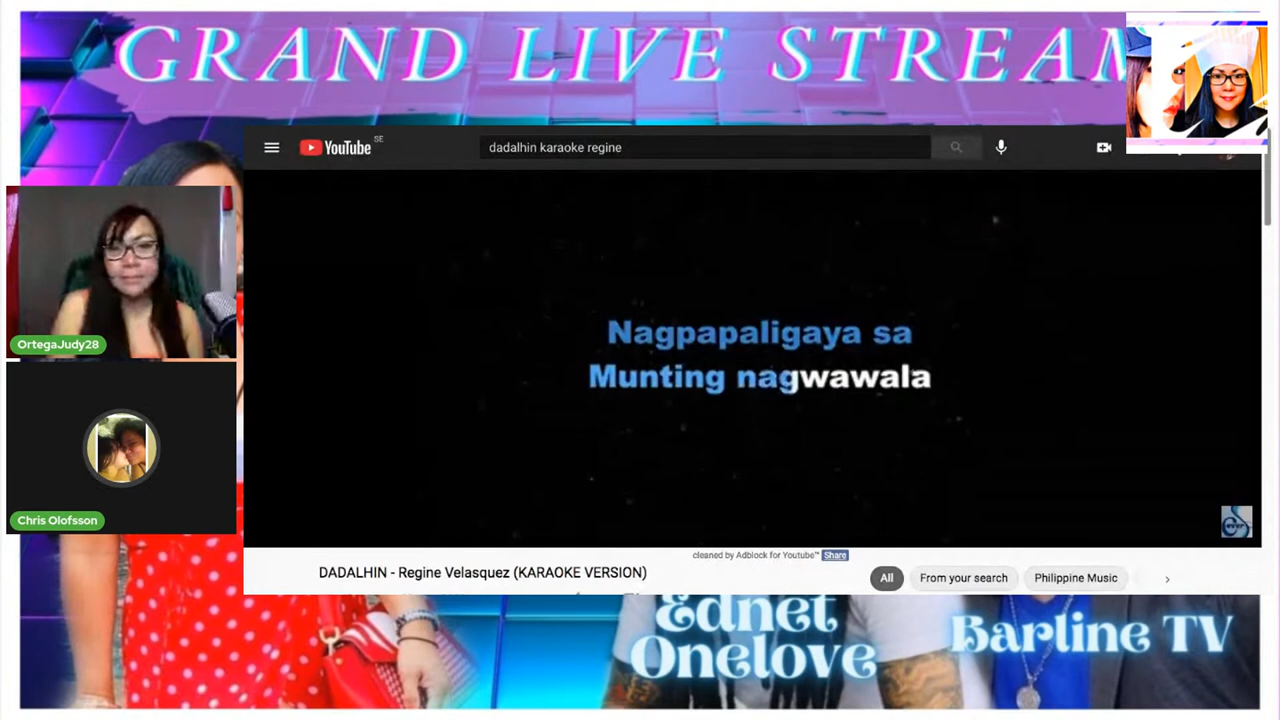 GRAND LIVE STREAM
YouTube SE
dadalhin karaoke regine
OrtegaJudy28
Nagpapaligaya sa
Munting nagwawala
Chris Olofsson
cleaned by Adblock for Youtube™ Share
DADALHIN - Regine Velasquez (KARAOKE VERSION)
All
From your search
Philippine Music
Ednet
Onelove
Barline TV